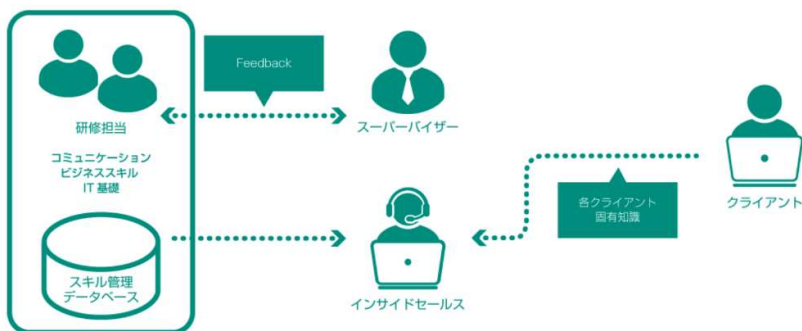 Feedback
研修担当
スーパーバイザー
コミュニケーション
ビジネススキル
IT 基礎
各クライアント
固有知識
クライアント
スキル管理
データベース
インサイドセールス